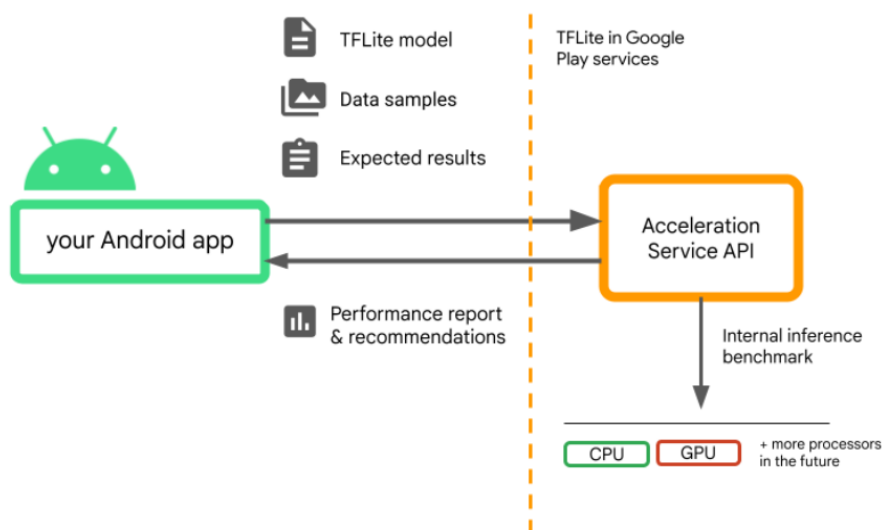 TFLite model
Data samples
Expected results
TFLite in Google
Play services
your Android app
Acceleration
Service API
Performance report
& recommendations
Internal inference
benchmark
CPU
GPU
+ more processors
in the future